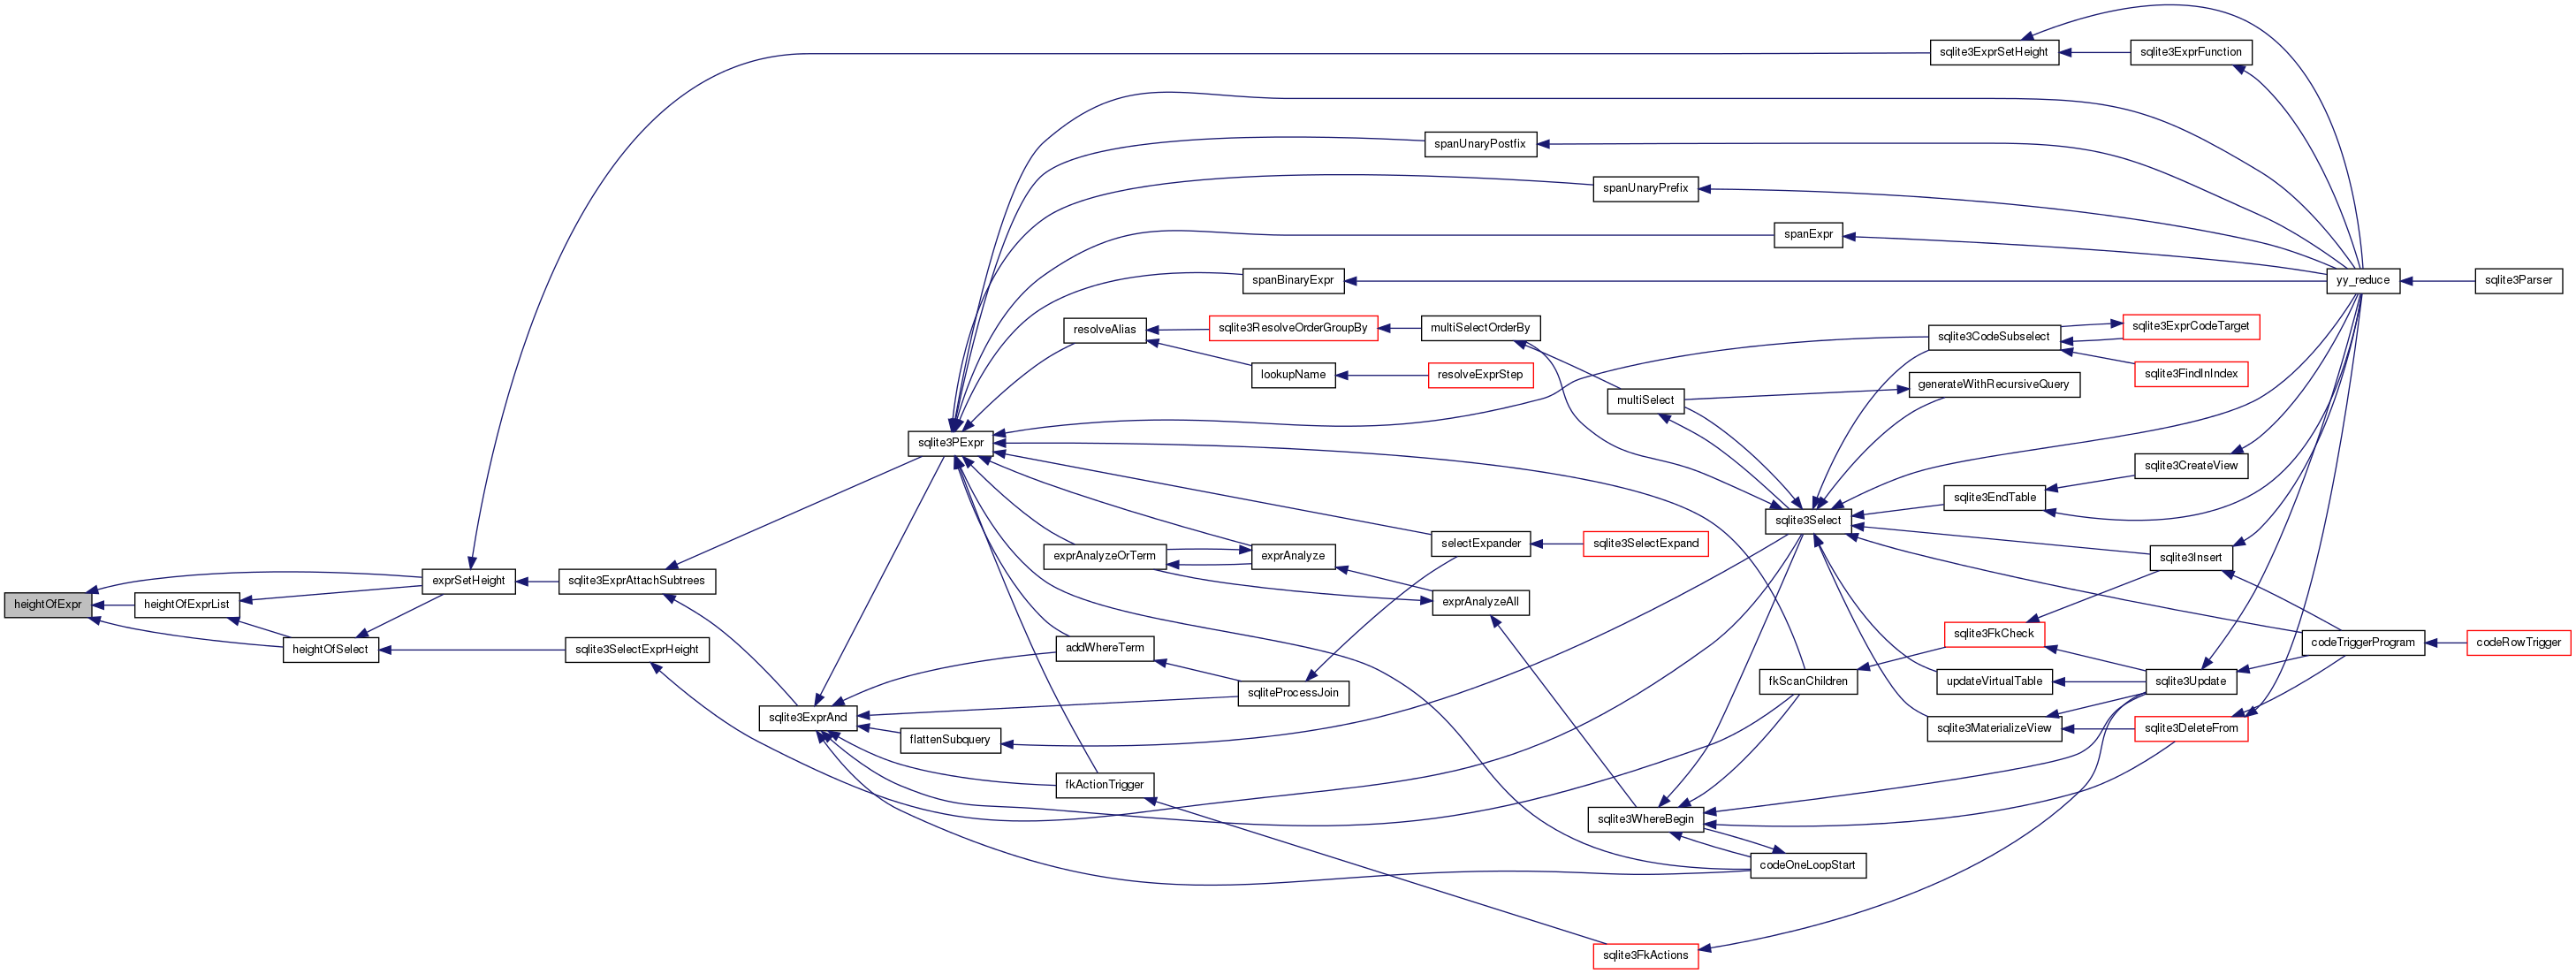 sqlite3ExprSetHeight
sqlite3ExprFunction
spanUnaryPostfix
spanUnaryPrefix
spanExpr
spanBinaryExpr
yy_reduce
sqlite3Parser
resolveAlias
sqlite3ResolveOrderGroupBy
multiSelectOrderBy
sqlite3CodeSubselect
sqlite3ExprCodeTarget
lookupName
resolveExprStep
sqlite3FindInIndex
generateWithRecursiveQuery
multiSelect
sqlite3PExpr
sqlite3CreateView
sqlite3EndTable
sqlite3Select
selectExpander
sqlite3SelectExpand
exprAnalyzeOrTerm
exprAnalyze
sqlite3Insert
exprSetHeight
sqlite3ExprAttachSubtrees
heightOfExpr
heightOfExprList
exprAnalyzeAll
sqlite3FkCheck
heightOfSelect
sqlite3SelectExprHeight
addWhereTerm
codeTriggerProgram
codeRowTrigger
sqliteProcessJoin
fkScanChildren
updateVirtualTable
sqlite3Update
sqlite3ExprAnd
flattenSubquery
sqlite3MaterializeView
sqlite3DeleteFrom
fkActionTrigger
sqlite3WhereBegin
codeOneLoopStart
sqlite3FkActions